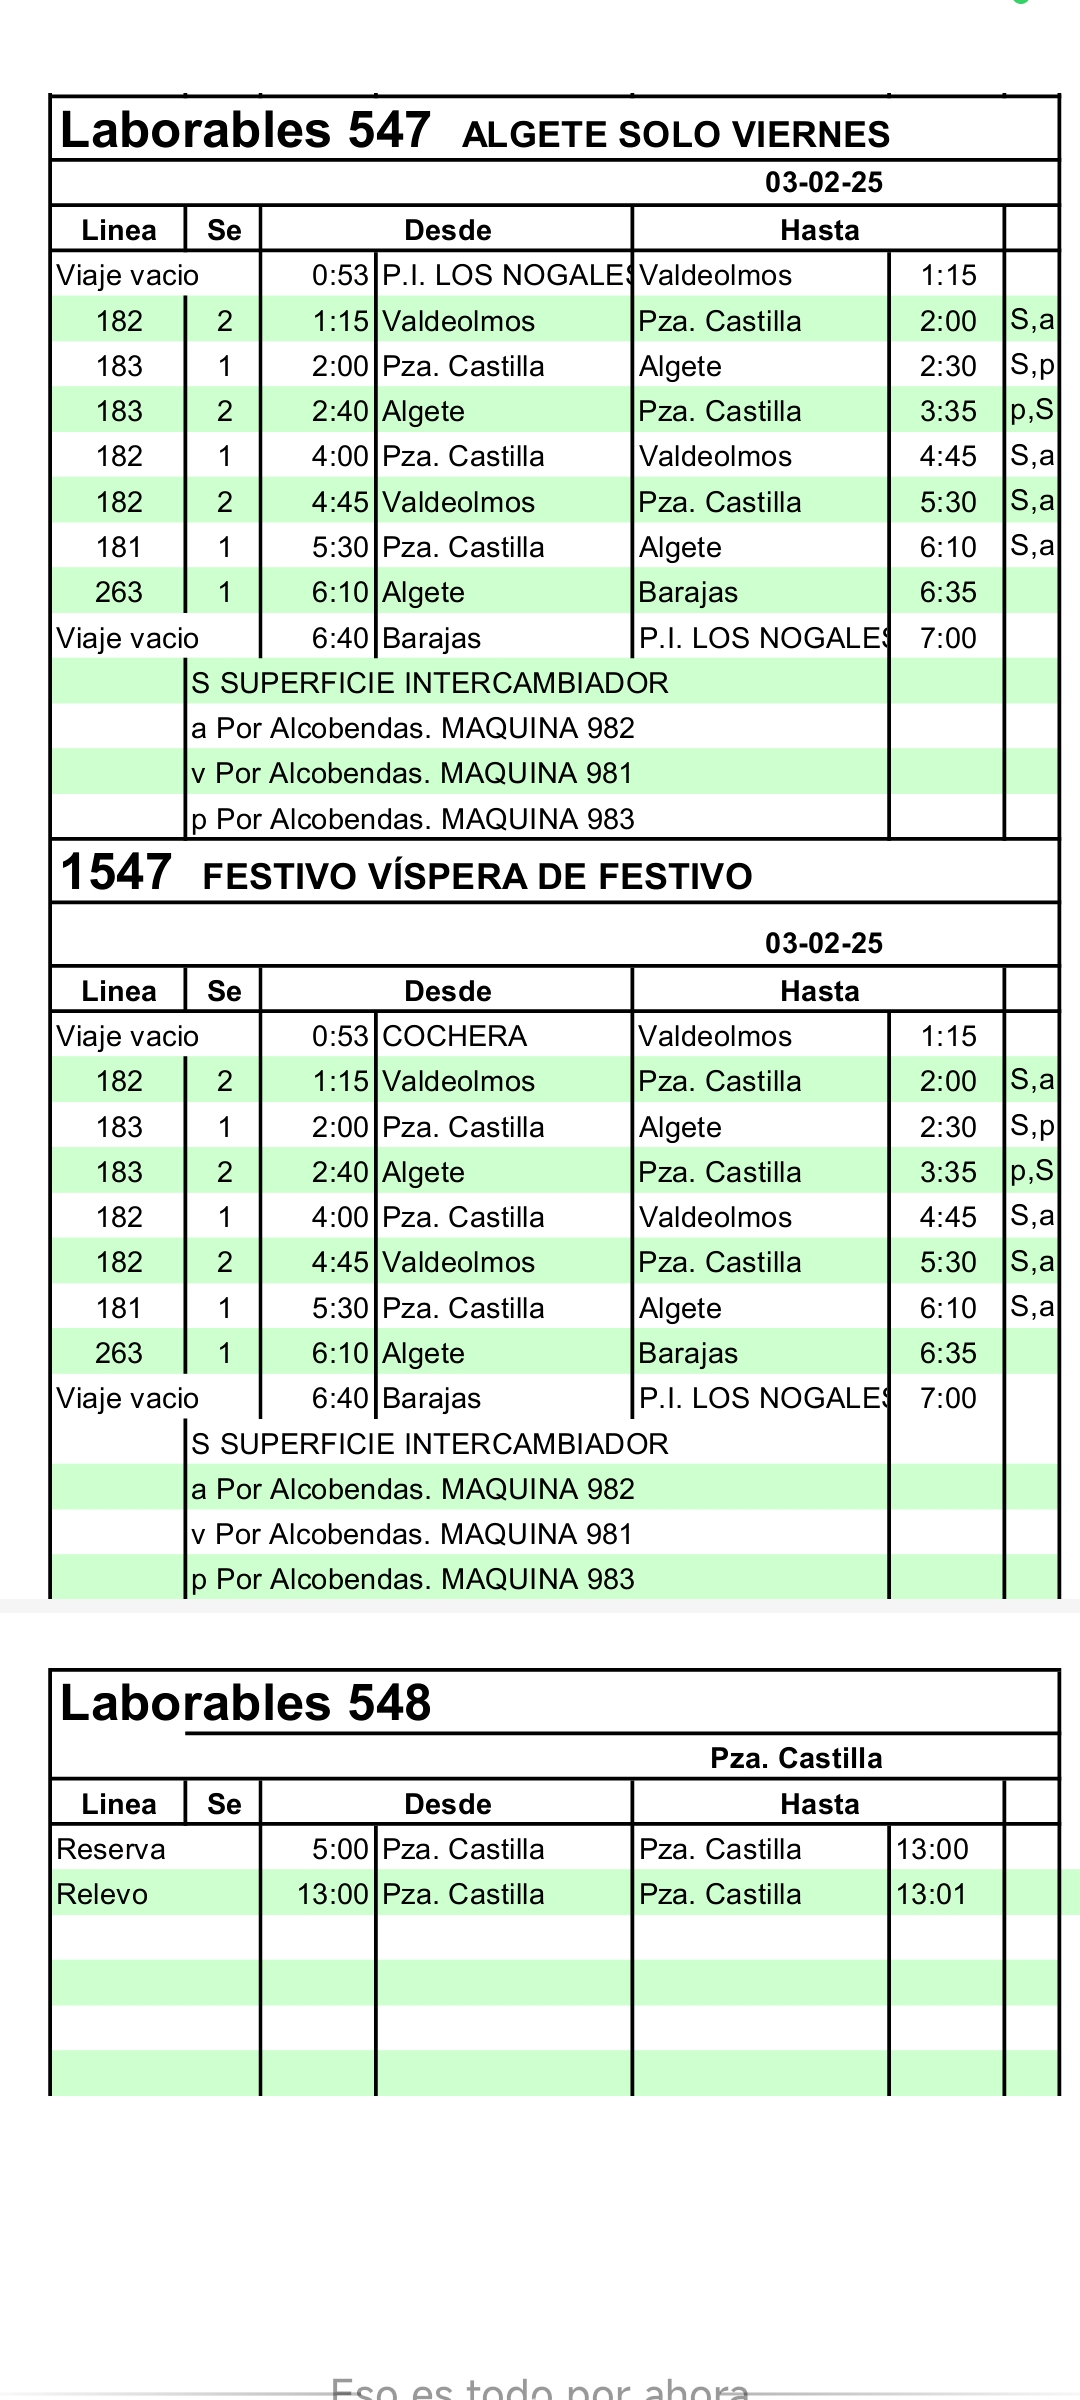 Laborables 547 ALGETE SOLO VIERNES
03-02-25
Linea Se Desde Hasta
Viaje vacio 0:53 P.I. LOS NOGALES Valdeolmos 1:15
182 2 1:15 Valdeolmos Pza. Castilla 2:00 S,a
183 1 2:00 Pza. Castilla Algete 2:30 S,p
183 2 2:40 Algete Pza. Castilla 3:35 p,S
182 1 4:00 Pza. Castilla Valdeolmos 4:45 S,a
182 2 4:45 Valdeolmos Pza. Castilla 5:30 S,a
181 1 5:30 Pza. Castilla Algete 6:10 S,a
263 1 6:10 Algete Barajas 6:35
Viaje vacio 6:40 Barajas P.I. LOS NOGALES 7:00
S SUPERFICIE INTERCAMBIADOR
a Por Alcobendas. MAQUINA 982
v Por Alcobendas. MAQUINA 981
p Por Alcobendas. MAQUINA 983
1547 FESTIVO VÍSPERA DE FESTIVO
03-02-25
Linea Se Desde Hasta
Viaje vacio 0:53 COCHERA Valdeolmos 1:15
182 2 1:15 Valdeolmos Pza. Castilla 2:00 S,a
183 1 2:00 Pza. Castilla Algete 2:30 S,p
183 2 2:40 Algete Pza. Castilla 3:35 p,S
182 1 4:00 Pza. Castilla Valdeolmos 4:45 S,a
182 2 4:45 Valdeolmos Pza. Castilla 5:30 S,a
181 1 5:30 Pza. Castilla Algete 6:10 S,a
263 1 6:10 Algete Barajas 6:35
Viaje vacio 6:40 Barajas P.I. LOS NOGALES 7:00
S SUPERFICIE INTERCAMBIADOR
a Por Alcobendas. MAQUINA 982
v Por Alcobendas. MAQUINA 981
p Por Alcobendas. MAQUINA 983
Laborables 548
Pza. Castilla
Linea Se Desde Hasta
Reserva 5:00 Pza. Castilla Pza. Castilla 13:00
Relevo 13:00 Pza. Castilla Pza. Castilla 13:01
Eso es todo por ahora